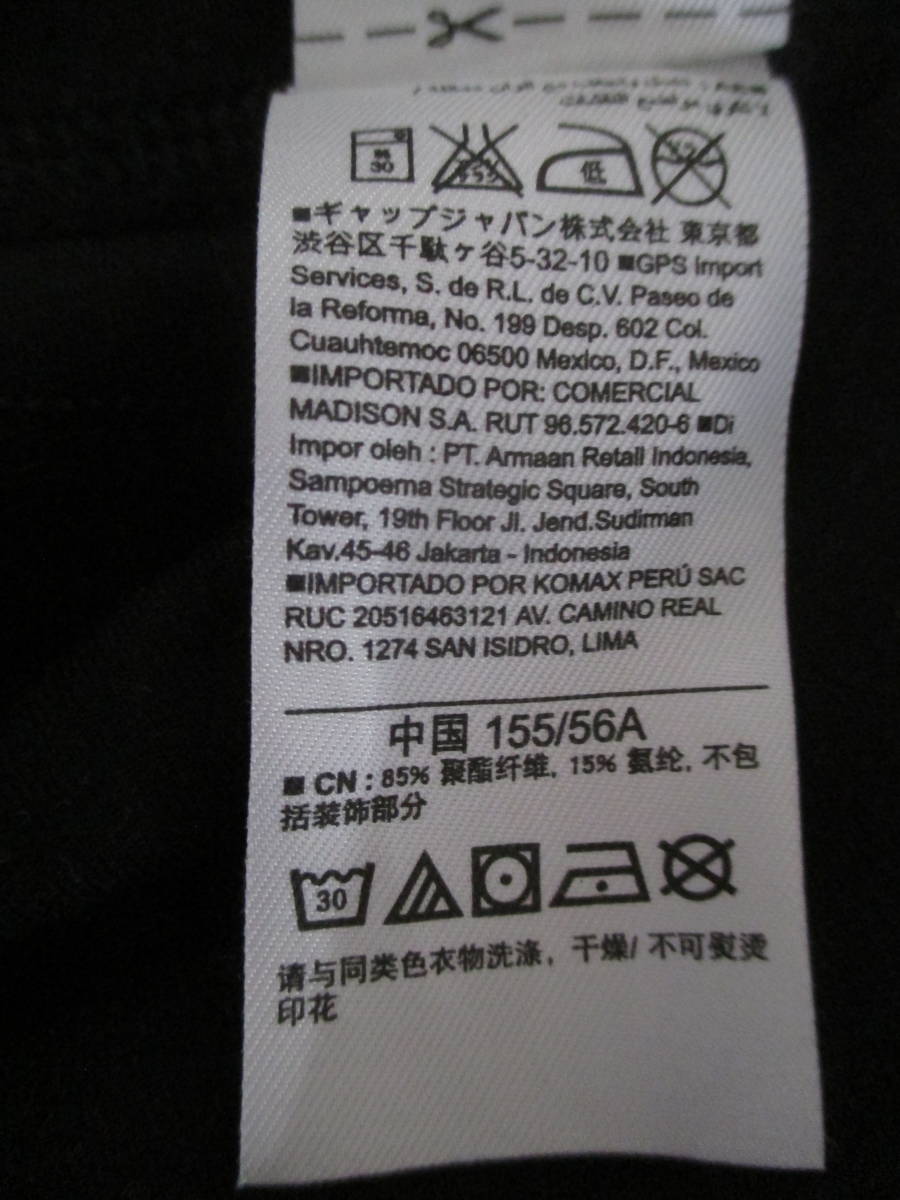 30
低
■ギャップジャパン株式会社 東京都
渋谷区千駄ヶ谷5-32-10 ■GPS Import
Services, S. de R.L. de C.V. Paseo de
la Reforma, No. 199 Desp. 602 Col.
Cuauhtemoc 06500 Mexico, D.F., Mexico
■IMPORTADO POR: COMERCIAL
MADISON S.A. RUT 96.572.420-6 ■Di
Impor oleh : PT. Armaan Retail Indonesia,
Sampoerna Strategic Square, South
Tower, 19th Floor Jl. Jend.Sudirman
Kav.45-46 Jakarta - Indonesia
■IMPORTADO POR KOMAX PERÚ SAC
RUC 20516463121 AV. CAMINO REAL
NRO. 1274 SAN ISIDRO, LIMA
中国 155/56A
■ CN : 85% 聚酯纤维, 15% 氨纶, 不包
括装饰部分
30
请与同类色衣物洗涤, 干燥/ 不可熨烫
印花